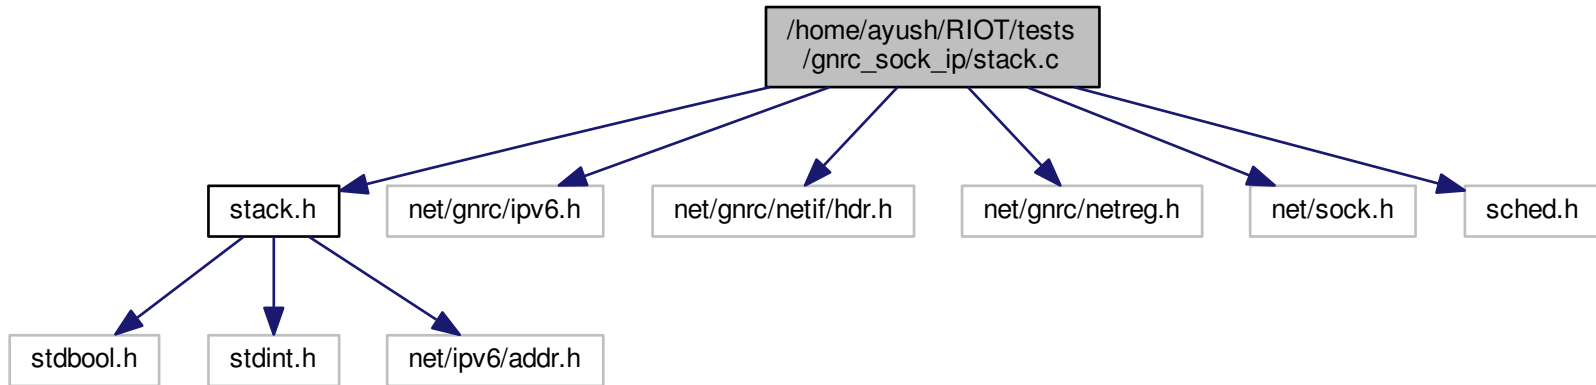 /home/ayush/RIOT/tests
/gnrc_sock_ip/stack.c
stack.h
net/gnrc/ipv6.h
net/gnrc/netif/hdr.h
net/gnrc/netreg.h
net/sock.h
sched.h
stdbool.h
stdint.h
net/ipv6/addr.h